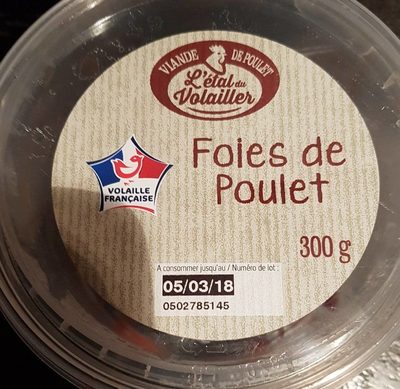 VIANDE DE POULET
L'étal du
Volailler
VOLAILLE
FRANÇAISE
Foies de
Poulet
300 g
A consommer jusqu'au / Numéro de lot :
05/03/18
0502785145